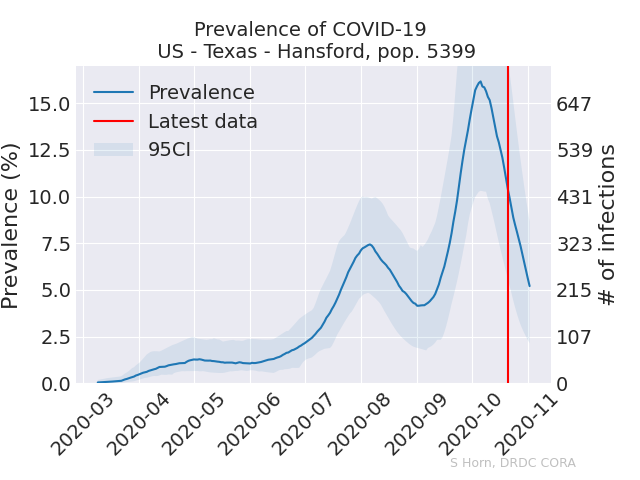 Prevalence of COVID-19
US - Texas - Hansford, pop. 5399
Prevalence
Latest data
95CI
Prevalence (%)
15.0
12.5
10.0
7.5
5.0
2.5
0.0
647
539
431
323
215
107
0
# of infections
2020-03
2020-04
2020-05
2020-06
2020-07
2020-08
2020-09
2020-10
2020-11
S Horn, DRDC CORA